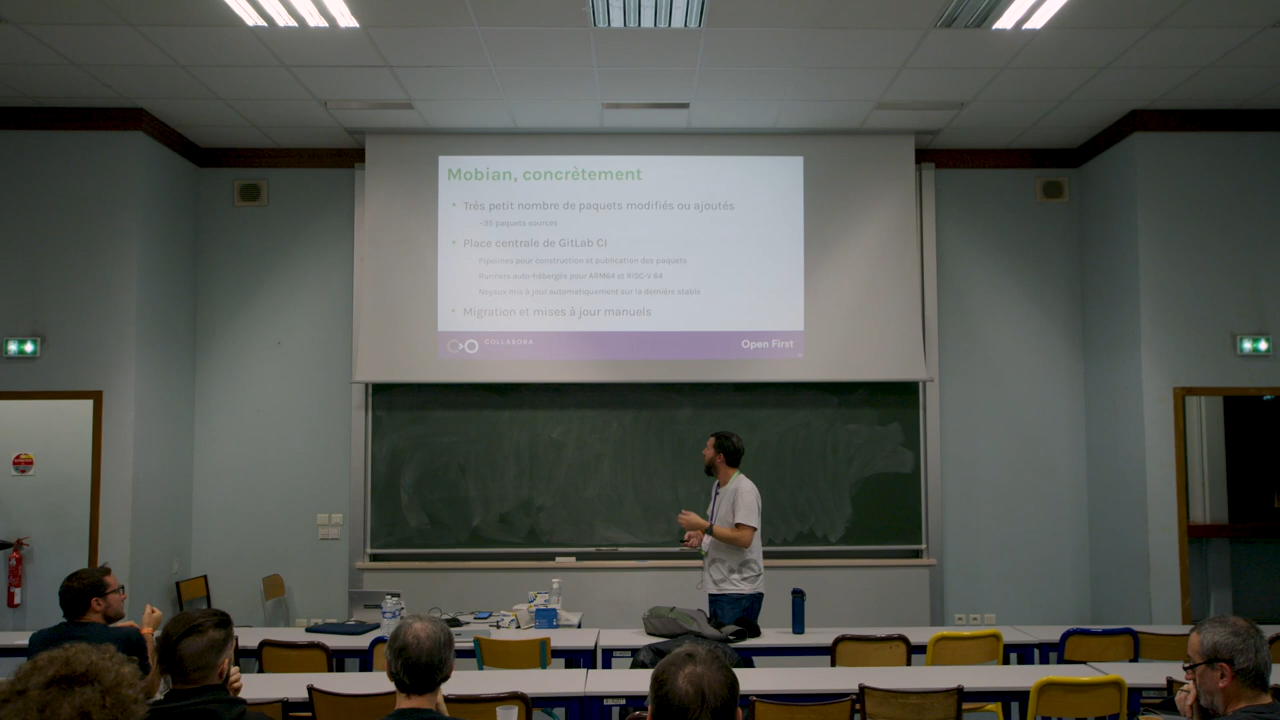 Mobian, concrètement
Très petit nombre de paquets modifiés ou ajoutés
~35 paquets sources
Place centrale de GitLab CI
Pipelines pour construction et publication des paquets
Runners auto-hébergés pour ARM64 et RISC-V 64
Noyaux mis à jour automatiquement sur la dernière stable
Migration et mises à jour manuels
COLLABORA
Open First